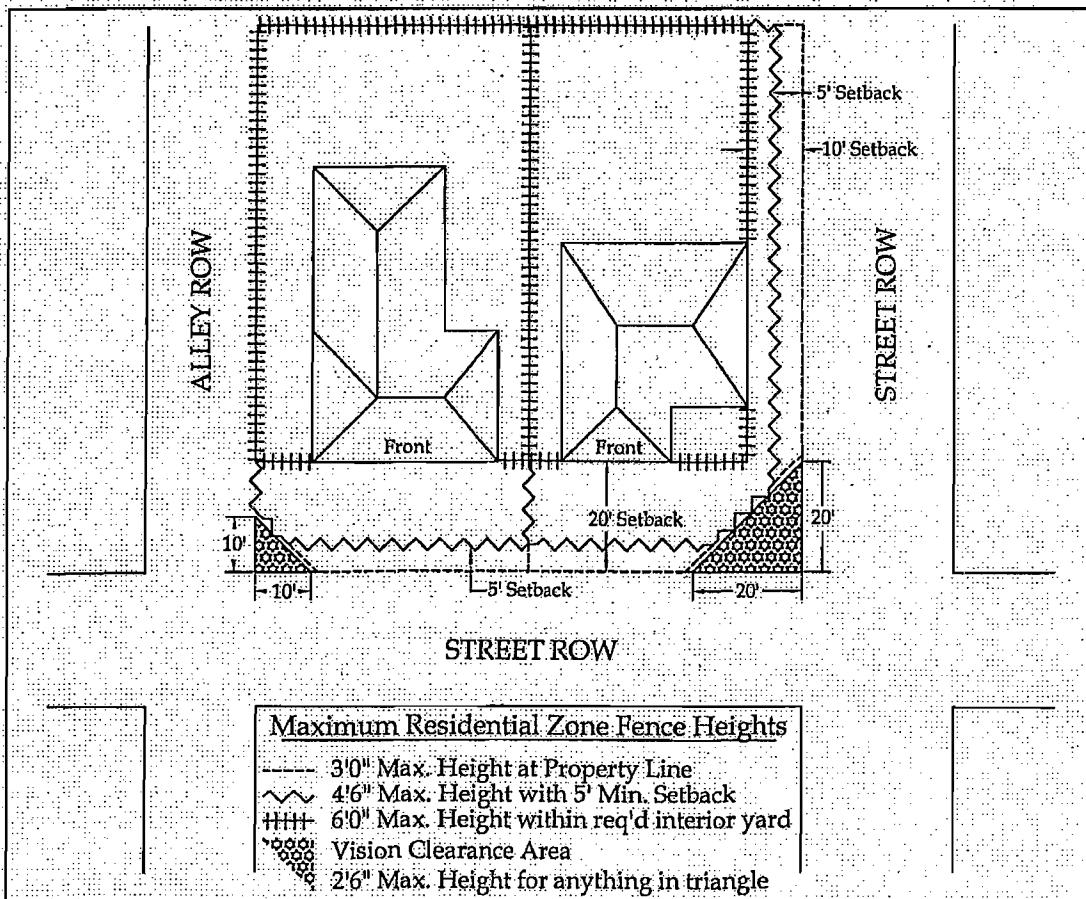 5' Setback
10' Setback
ALLEY ROW
STREET ROW
Front
Front
20' Setback
20'
10'
10'
5' Setback
20'
STREET ROW
Maximum Residential Zone Fence Heights
3'0" Max. Height at Property Line
4'6" Max. Height with 5' Min. Setback
6'0" Max. Height within req'd interior yard
Vision Clearance Area
2'6" Max. Height for anything in triangle